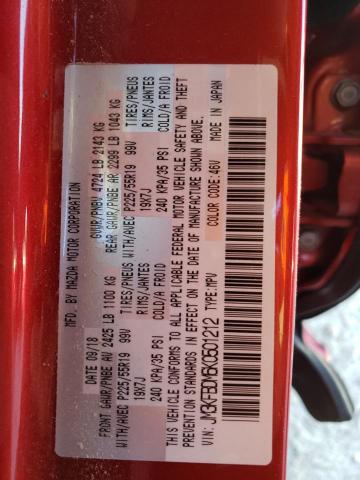 MFD. BY MAZDA MOTOR CORPORATION
09/18 GVWR/PNBV 4724 LB 2143 KG
FRONT GAWR/PNBE AV 2425 LB 1100 KG REAR GAWR/PNBE AR 2299 LB 1043 KG
WITH/AVEC P225/55R19 99V TIRES/PNEUS WITH/AVEC P225/55R19 99V TIRES/PNEUS
19X7J RIMS/JANTES 19X7J RIMS/JANTES
240 KPA/35 PSI COLD/A FROID 240 KPA/35 PSI COLD/A FROID
THIS VEHICLE CONFORMS TO ALL APPLICABLE FEDERAL MOTOR VEHICLE SAFETY AND THEFT
PREVENTION STANDARDS IN EFFECT ON THE DATE OF MANUFACTURE SHOWN ABOVE.
VIN: JM3KFBDM6K0501212 TYPE: MPV COLOR CODE: 46V MADE IN JAPAN